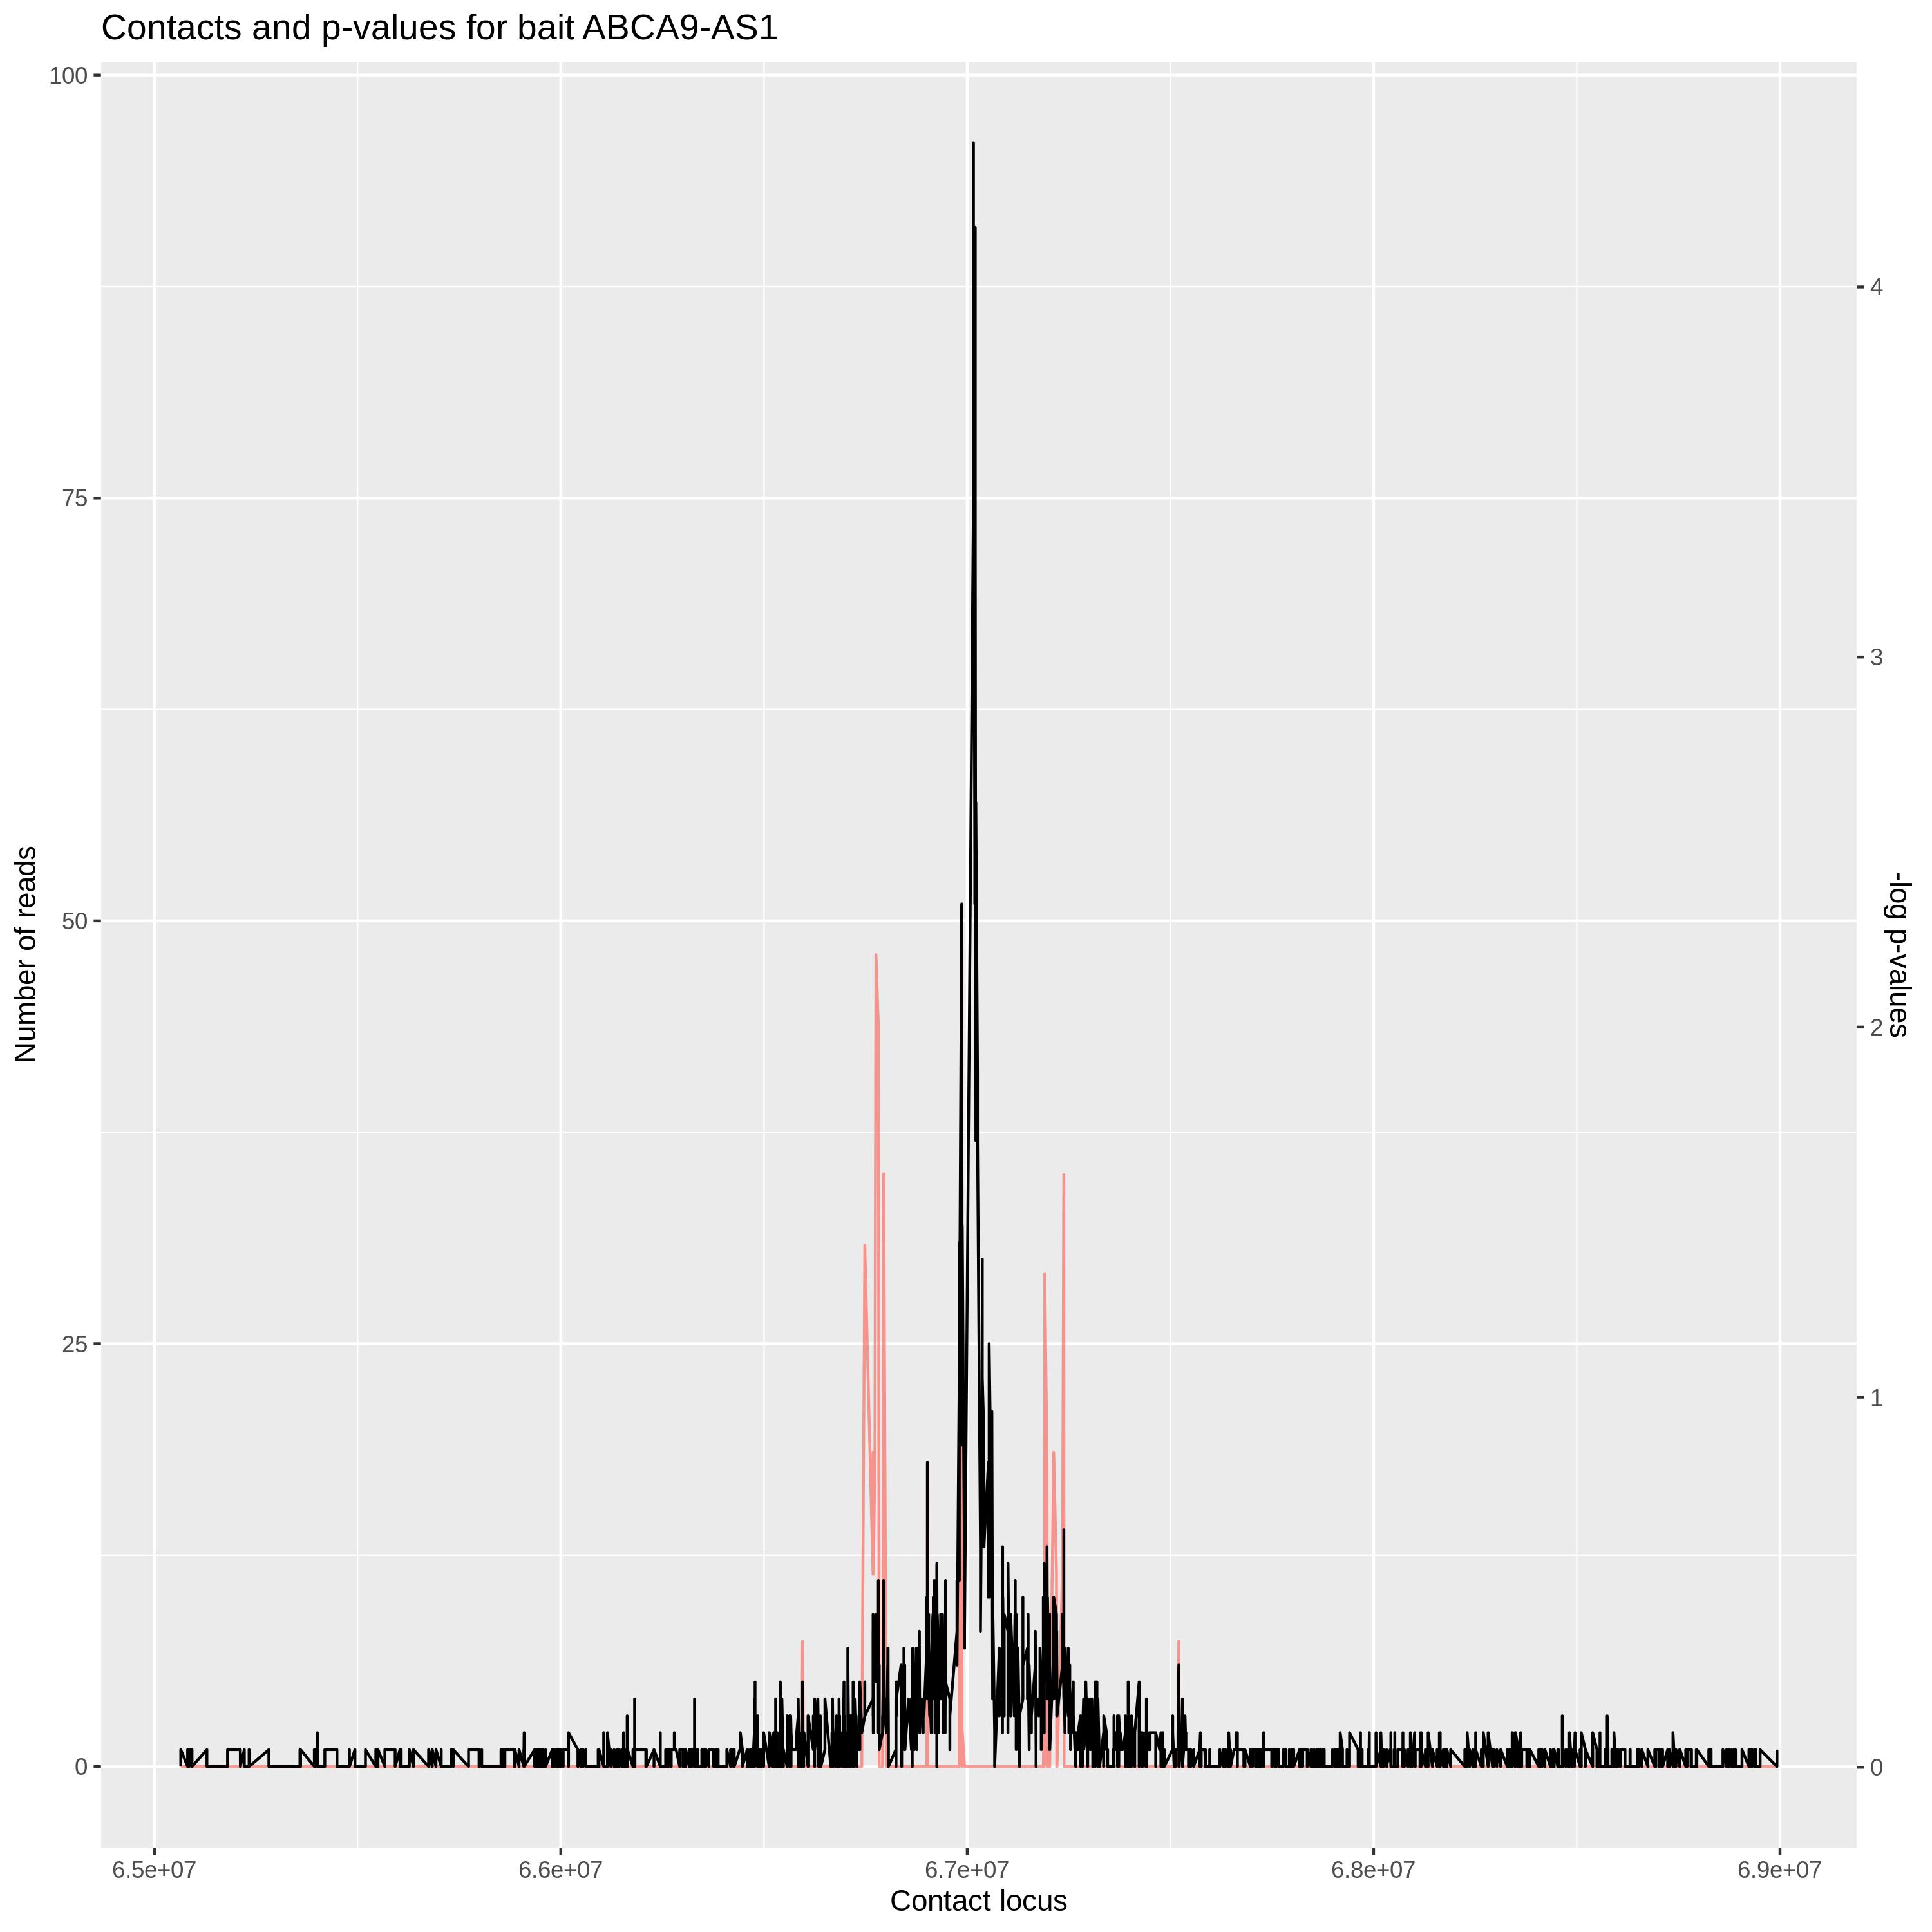 Contacts and p-values for bait ABCA9-AS1
100
75
50
25
0
Number of reads
4
3
2
1
0
-log p-values
6.5e+07 6.6e+07 6.7e+07 6.8e+07 6.9e+07
Contact locus